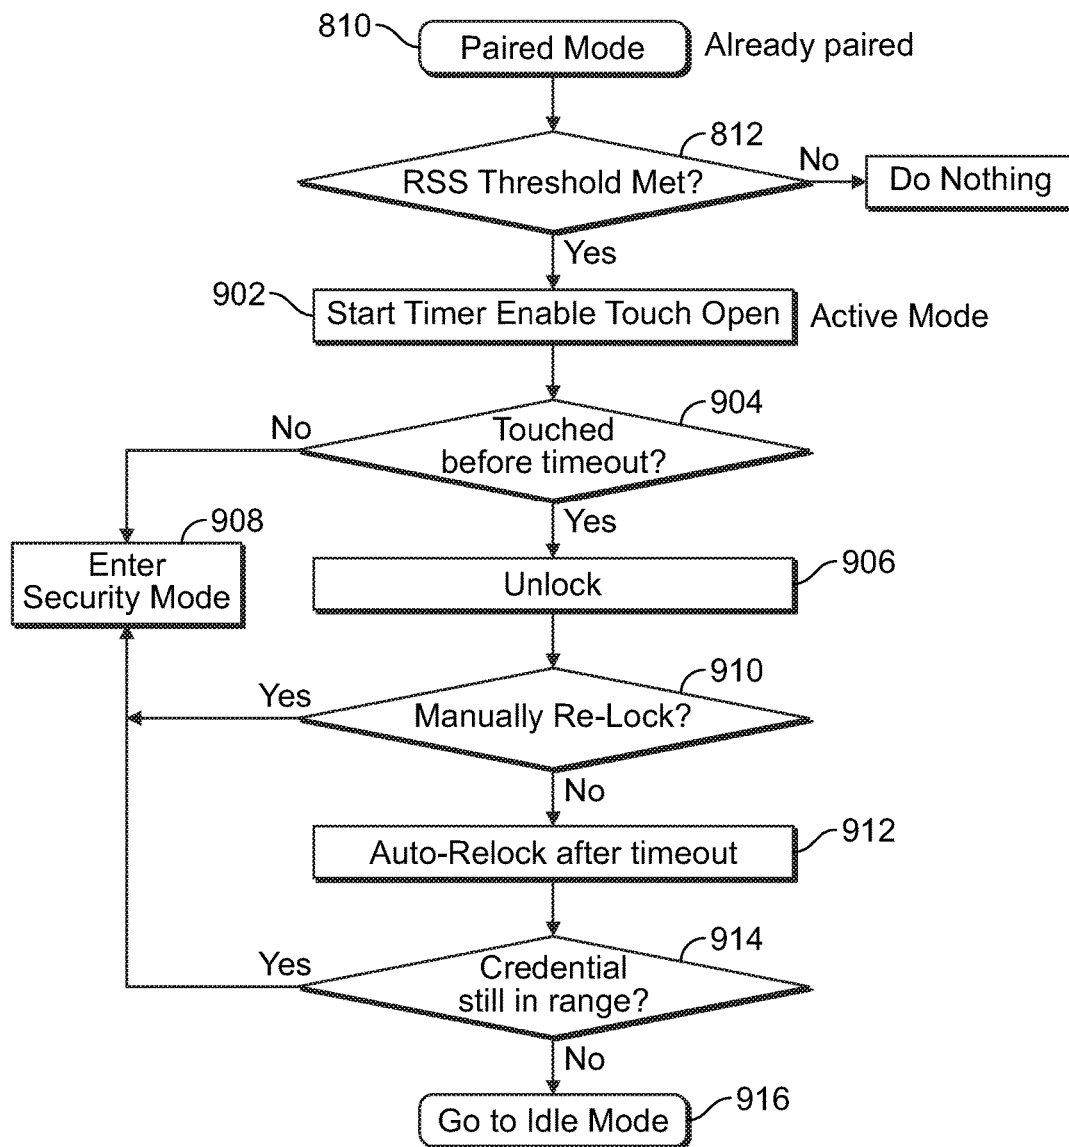 810
Paired Mode
Already paired
812
RSS Threshold Met?
No
Do Nothing
Yes
902
Start Timer Enable Touch Open
Active Mode
904
No
Touched
before timeout?
Yes
908
Enter
Security Mode
906
Unlock
910
Yes
Manually Re-Lock?
No
912
Auto-Relock after timeout
914
Yes
Credential
still in range?
No
Go to Idle Mode
916